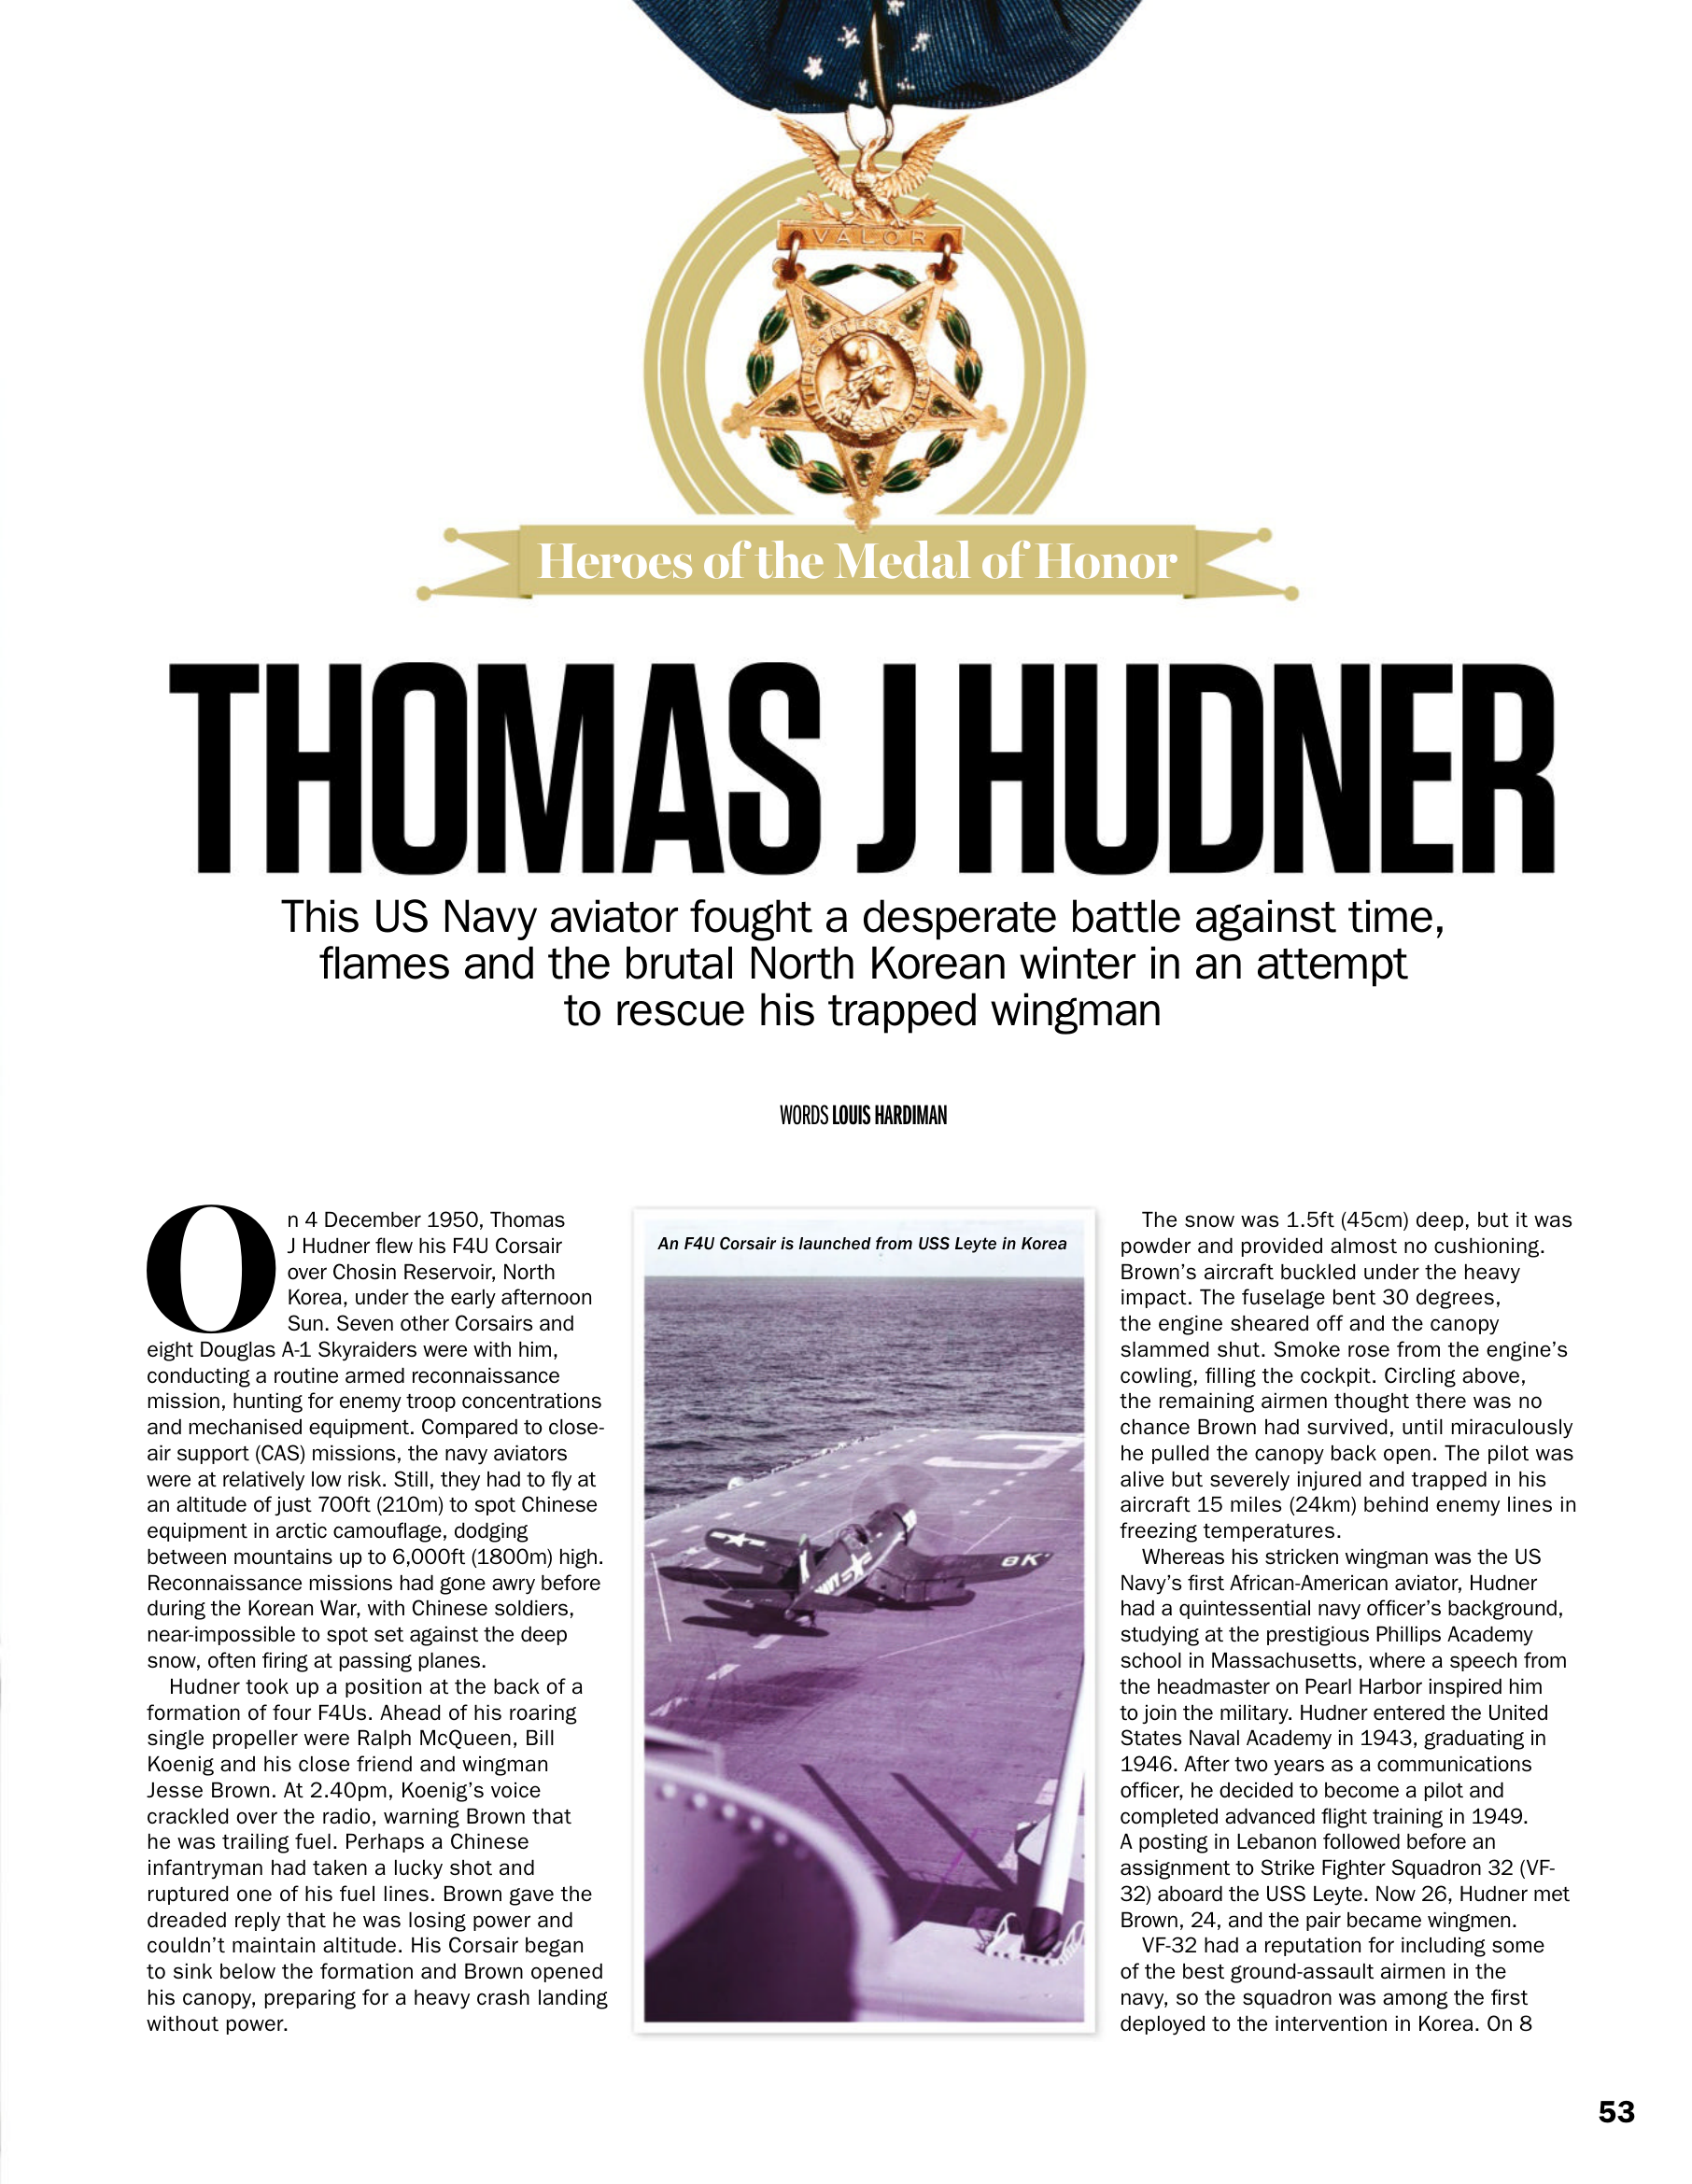 VALOR
Heroes of the Medal of Honor
THOMAS J HUDNER
This US Navy aviator fought a desperate battle against time,
flames and the brutal North Korean winter in an attempt
to rescue his trapped wingman
WORDS LOUIS HARDIMAN
On 4 December 1950, Thomas
J Hudner flew his F4U Corsair
over Chosin Reservoir, North
Korea, under the early afternoon
Sun. Seven other Corsairs and
eight Douglas A-1 Skyraiders were with him,
conducting a routine armed reconnaissance
mission, hunting for enemy troop concentrations
and mechanised equipment. Compared to close-
air support (CAS) missions, the navy aviators
were at relatively low risk. Still, they had to fly at
an altitude of just 700ft (210m) to spot Chinese
equipment in arctic camouflage, dodging
between mountains up to 6,000ft (1800m) high.
Reconnaissance missions had gone awry before
during the Korean War, with Chinese soldiers,
near-impossible to spot set against the deep
snow, often firing at passing planes.
Hudner took up a position at the back of a
formation of four F4Us. Ahead of his roaring
single propeller were Ralph McQueen, Bill
Koenig and his close friend and wingman
Jesse Brown. At 2.40pm, Koenig's voice
crackled over the radio, warning Brown that
he was trailing fuel. Perhaps a Chinese
infantryman had taken a lucky shot and
ruptured one of his fuel lines. Brown gave the
dreaded reply that he was losing power and
couldn't maintain altitude. His Corsair began
to sink below the formation and Brown opened
his canopy, preparing for a heavy crash landing
without power.
An F4U Corsair is launched from USS Leyte in Korea
The snow was 1.5ft (45cm) deep, but it was
powder and provided almost no cushioning.
Brown's aircraft buckled under the heavy
impact. The fuselage bent 30 degrees,
the engine sheared off and the canopy
slammed shut. Smoke rose from the engine's
cowling, filling the cockpit. Circling above,
the remaining airmen thought there was no
chance Brown had survived, until miraculously
he pulled the canopy back open. The pilot was
alive but severely injured and trapped in his
aircraft 15 miles (24km) behind enemy lines in
freezing temperatures.
Whereas his stricken wingman was the US
Navy's first African-American aviator, Hudner
had a quintessential navy officer's background,
studying at the prestigious Phillips Academy
school in Massachusetts, where a speech from
the headmaster on Pearl Harbor inspired him
to join the military. Hudner entered the United
States Naval Academy in 1943, graduating in
1946. After two years as a communications
officer, he decided to become a pilot and
completed advanced flight training in 1949.
A posting in Lebanon followed before an
assignment to Strike Fighter Squadron 32 (VF-
32) aboard the USS Leyte. Now 26, Hudner met
Brown, 24, and the pair became wingmen.
VF-32 had a reputation for including some
of the best ground-assault airmen in the
navy, so the squadron was among the first
deployed to the intervention in Korea. On 8
53